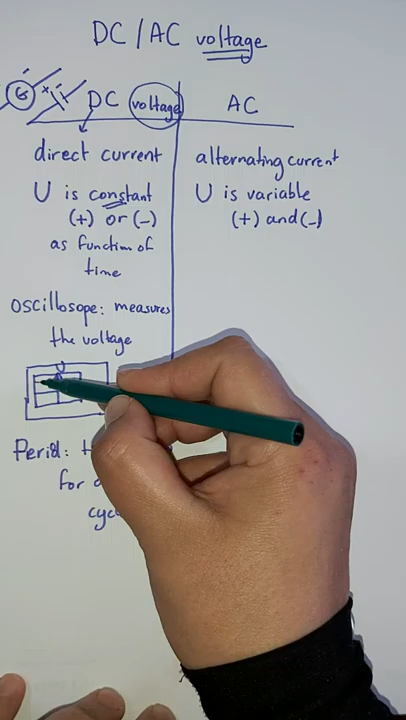 DC / AC voltage
G + -
DC voltage
AC
direct current
U is constant
(+) or (-)
as function of
time
Oscilloscope: measures
the voltage
U
Period:
for
cyc
alternating current
U is variable
(+) and (-)